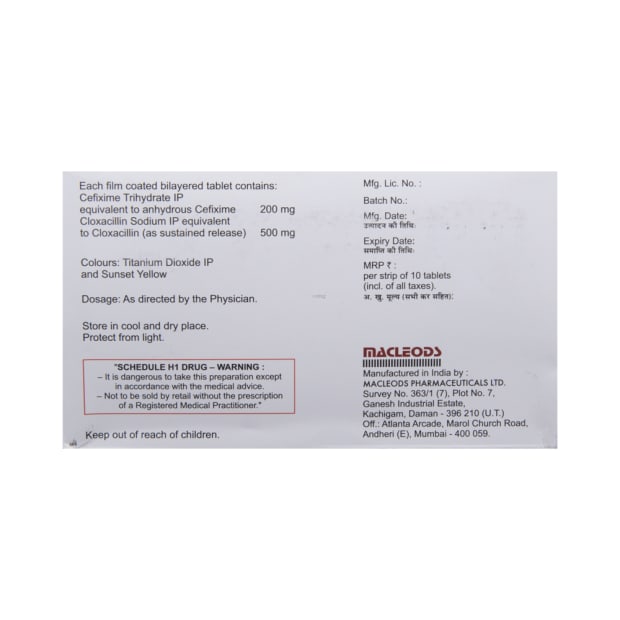 Each film coated bilayered tablet contains:
Cefixime Trihydrate IP
equivalent to anhydrous Cefixime 200 mg
Cloxacillin Sodium IP equivalent
to Cloxacillin (as sustained release) 500 mg
Colours: Titanium Dioxide IP
and Sunset Yellow
Dosage: As directed by the Physician.
Store in cool and dry place.
Protect from light.
"SCHEDULE H1 DRUG – WARNING :
– It is dangerous to take this preparation except
in accordance with the medical advice.
– Not to be sold by retail without the prescription
of a Registered Medical Practitioner."
Keep out of reach of children.
Mfg. Lic. No. :
Batch No.:
Mfg. Date:
उत्पादन की तिथि:
Expiry Date:
समाप्ति की तिथि:
MRP ₹ :
per strip of 10 tablets
(incl. of all taxes).
अ. खु. मूल्य (सभी कर सहित):
MACLEODS
Manufactured in India by :
MACLEODS PHARMACEUTICALS LTD.
Survey No. 363/1 (7), Plot No. 7,
Ganesh Industrial Estate,
Kachigam, Daman - 396 210 (U.T.)
Off.: Atlanta Arcade, Marol Church Road,
Andheri (E), Mumbai - 400 059.